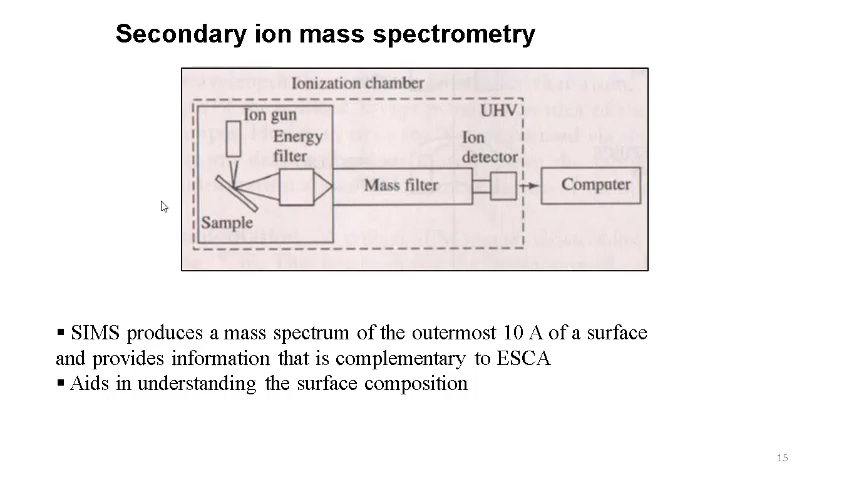 Secondary ion mass spectrometry
Ionization chamber
UHV
Ion gun
Energy
filter
Ion
detector
Mass filter
Computer
Sample
▪ SIMS produces a mass spectrum of the outermost 10 A of a surface
and provides information that is complementary to ESCA
▪ Aids in understanding the surface composition
15